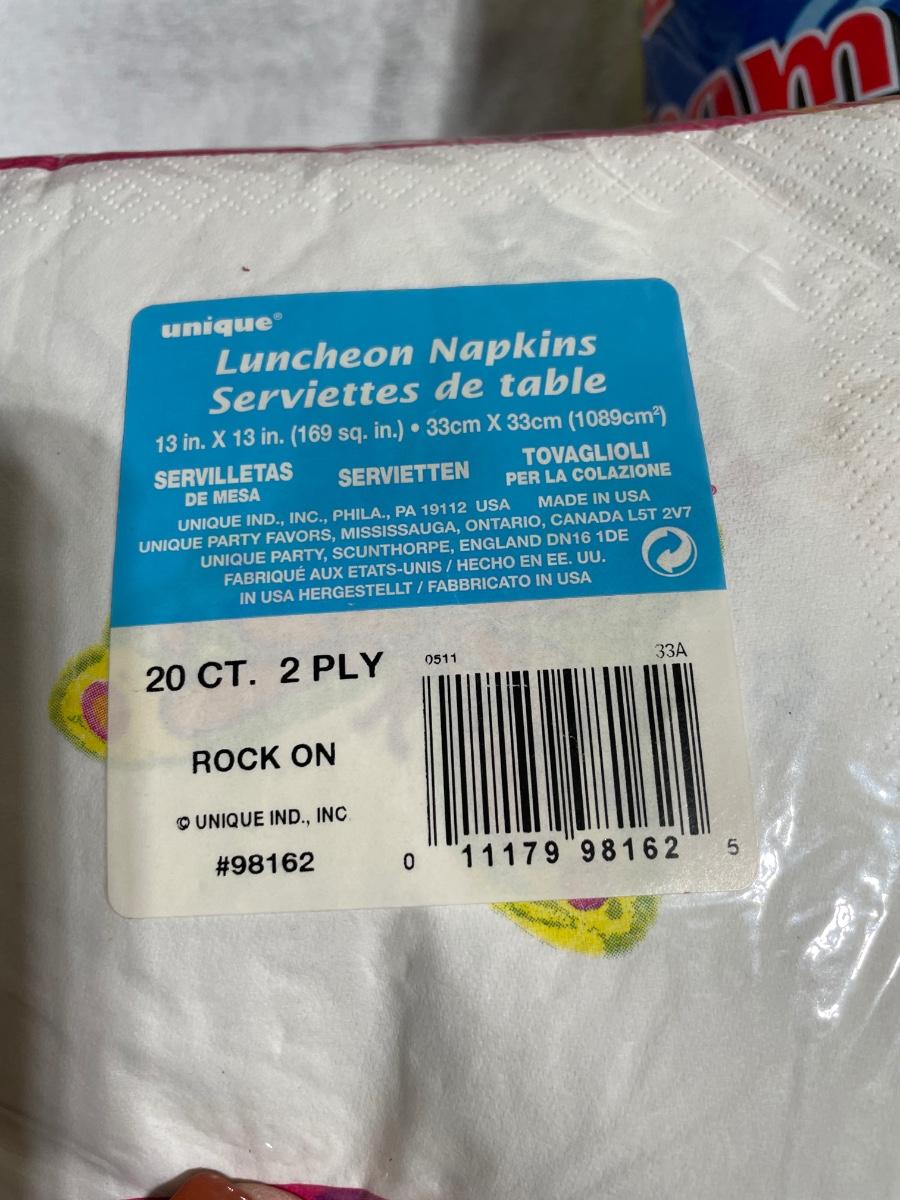 am
unique®
Luncheon Napkins
Serviettes de table
13 in. X 13 in. (169 sq. in.) • 33cm X 33cm (1089cm²)
SERVILLETAS DE MESA
SERVIETTEN
TOVAGLIOLI PER LA COLAZIONE
UNIQUE IND., INC., PHILA., PA 19112 USA MADE IN USA
UNIQUE PARTY FAVORS, MISSISSAUGA, ONTARIO, CANADA L5T 2V7
UNIQUE PARTY, SCUNTHORPE, ENGLAND DN16 1DE
FABRIQUÉ AUX ETATS-UNIS / HECHO EN EE. UU.
IN USA HERGESTELLT / FABBRICATO IN USA
20 CT. 2 PLY
ROCK ON
© UNIQUE IND., INC
#98162
0511 33A
0 11179 98162 5